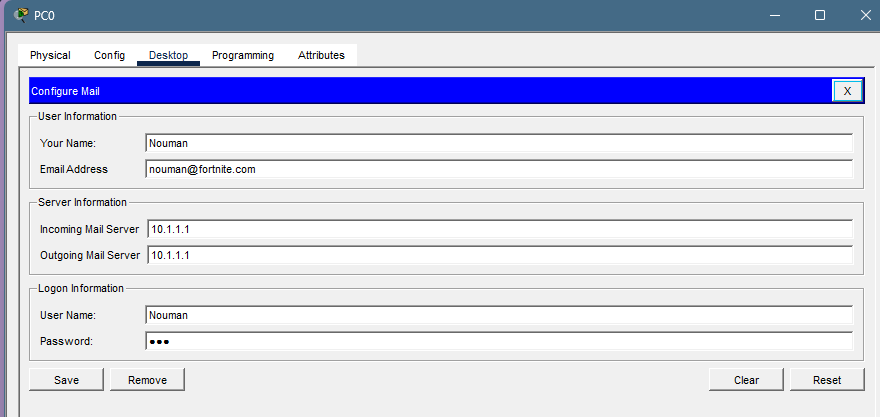 PC0
Physical Config Desktop Programming Attributes
Configure Mail X
User Information
Your Name: Nouman
Email Address nouman@fortnite.com
Server Information
Incoming Mail Server 10.1.1.1
Outgoing Mail Server 10.1.1.1
Logon Information
User Name: Nouman
Password: ●●●
Save Remove Clear Reset